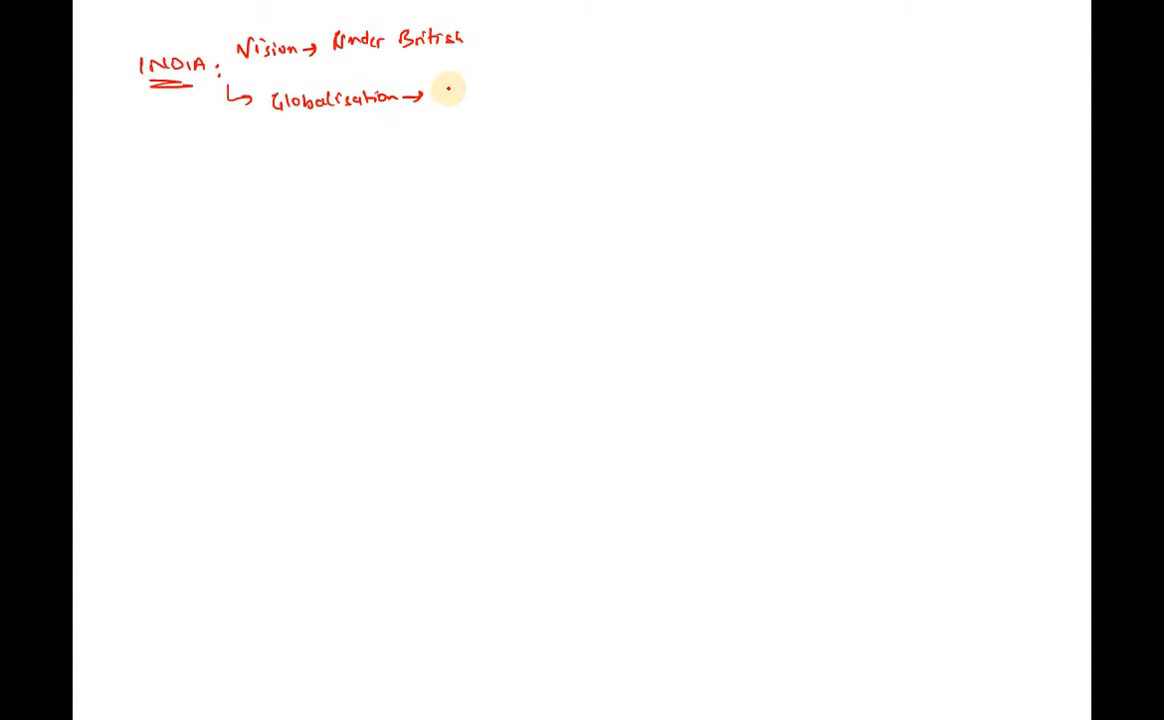 INDIA : Vision → Under British
↳ Globalisation →